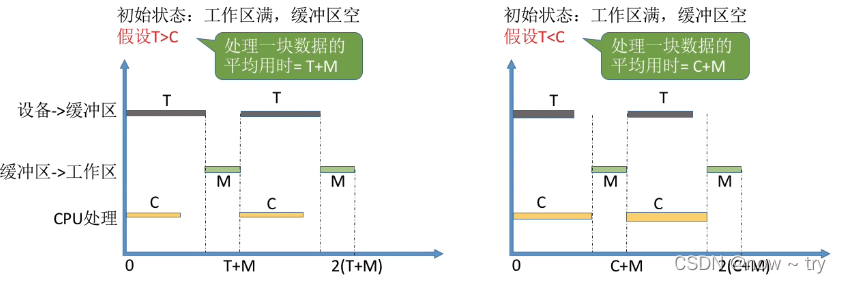 初始状态：工作区满，缓冲区空
假设T>C
处理一块数据的
平均用时= T+M
设备->缓冲区
T
T
缓冲区->工作区
M
M
CPU处理
C
C
0
T+M
2(T+M)
初始状态：工作区满，缓冲区空
假设T<C
处理一块数据的
平均用时= C+M
T
T
M
M
C
C
0
C+M
2(C+M)
CSDN @now ~ try